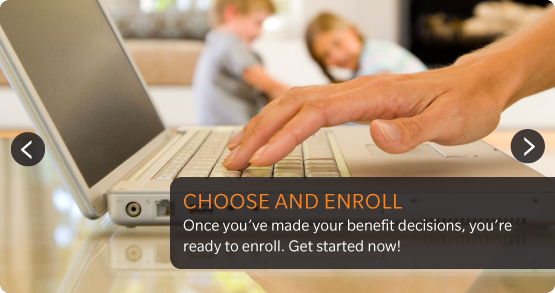 CHOOSE AND ENROLL
Once you've made your benefit decisions, you're
ready to enroll. Get started now!